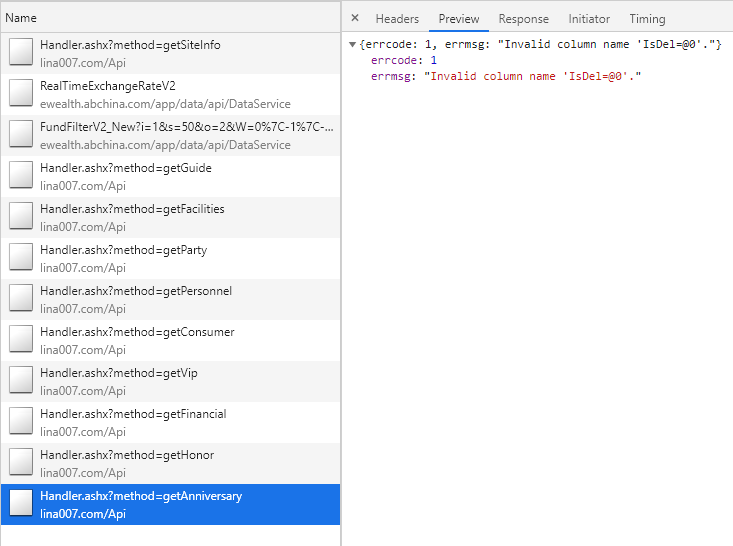 Name
Handler.ashx?method=getSiteInfo
lina007.com/Api
RealTimeExchangeRateV2
ewealth.abchina.com/app/data/api/DataService
FundFilterV2_New?i=1&s=50&o=2&W=0%7C-1%7C-...
ewealth.abchina.com/app/data/api/DataService
Handler.ashx?method=getGuide
lina007.com/Api
Handler.ashx?method=getFacilities
lina007.com/Api
Handler.ashx?method=getParty
lina007.com/Api
Handler.ashx?method=getPersonnel
lina007.com/Api
Handler.ashx?method=getConsumer
lina007.com/Api
Handler.ashx?method=getVip
lina007.com/Api
Handler.ashx?method=getFinancial
lina007.com/Api
Handler.ashx?method=getHonor
lina007.com/Api
Handler.ashx?method=getAnniversary
lina007.com/Api
× Headers Preview Response Initiator Timing
▼{errcode: 1, errmsg: "Invalid column name 'IsDel=@0'."}
errcode: 1
errmsg: "Invalid column name 'IsDel=@0'."